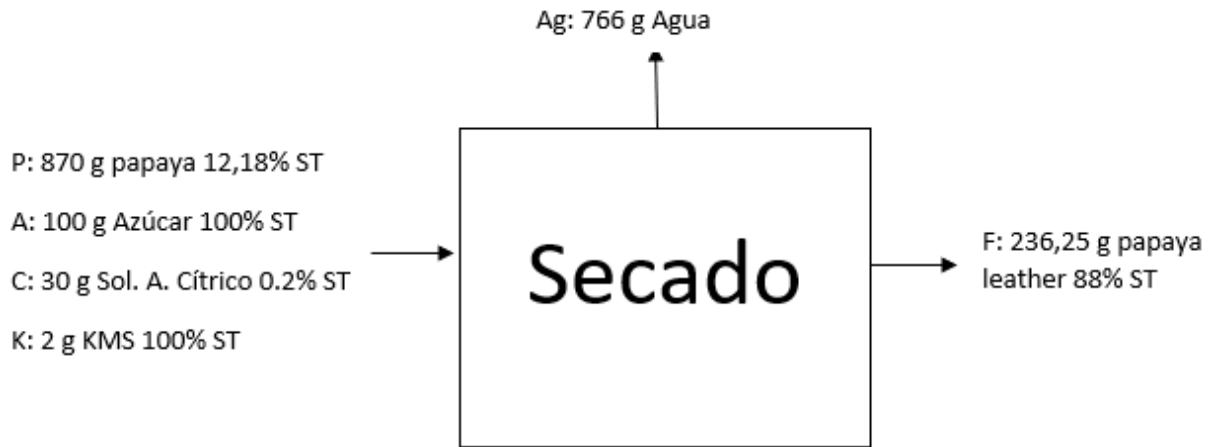 Ag: 766 g Agua
P: 870 g papaya 12,18% ST
A: 100 g Azúcar 100% ST
C: 30 g Sol. A. Cítrico 0.2% ST
K: 2 g KMS 100% ST
Secado
F: 236,25 g papaya
leather 88% ST